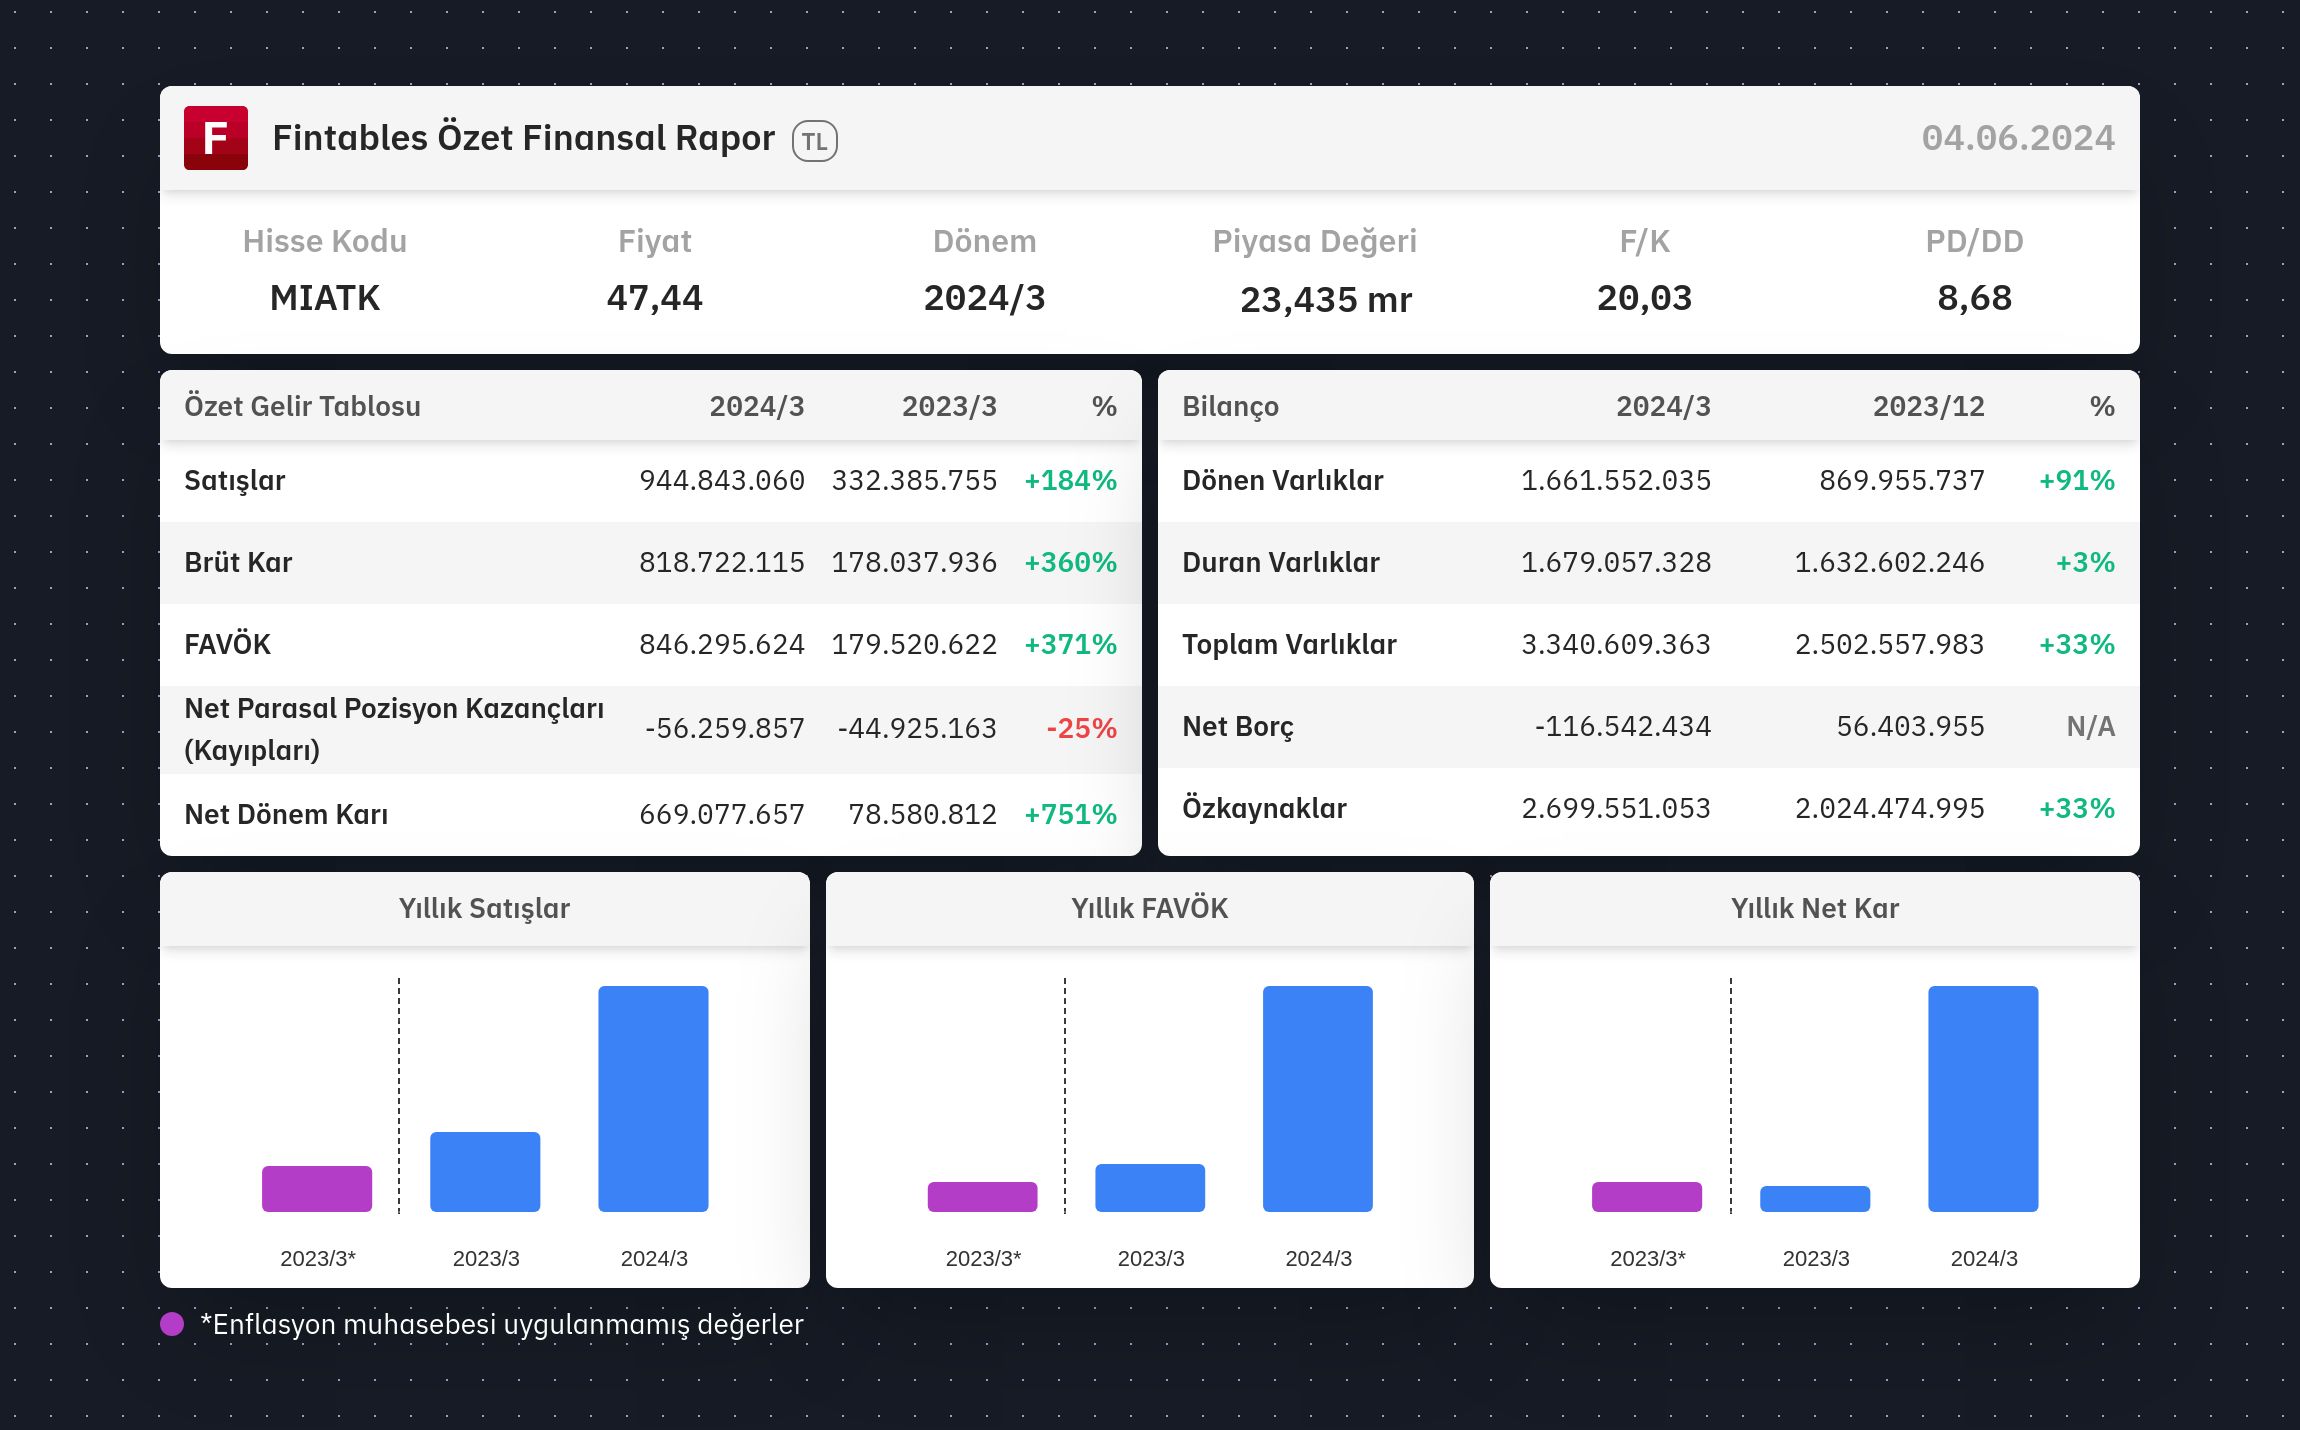 F Fintables Özet Finansal Rapor TL 04.06.2024
Hisse Kodu Fiyat Dönem Piyasa Değeri F/K PD/DD
MIATK 47,44 2024/3 23,435 mr 20,03 8,68
Özet Gelir Tablosu 2024/3 2023/3 %
Satışlar 944.843.060 332.385.755 +184%
Brüt Kar 818.722.115 178.037.936 +360%
FAVÖK 846.295.624 179.520.622 +371%
Net Parasal Pozisyon Kazançları
(Kayıpları) -56.259.857 -44.925.163 -25%
Net Dönem Karı 669.077.657 78.580.812 +751%
Bilanço 2024/3 2023/12 %
Dönen Varlıklar 1.661.552.035 869.955.737 +91%
Duran Varlıklar 1.679.057.328 1.632.602.246 +3%
Toplam Varlıklar 3.340.609.363 2.502.557.983 +33%
Net Borç -116.542.434 56.403.955 N/A
Özkaynaklar 2.699.551.053 2.024.474.995 +33%
Yıllık Satışlar
2023/3* 2023/3 2024/3
Yıllık FAVÖK
2023/3* 2023/3 2024/3
Yıllık Net Kar
2023/3* 2023/3 2024/3
*Enflasyon muhasebesi uygulanmamış değerler